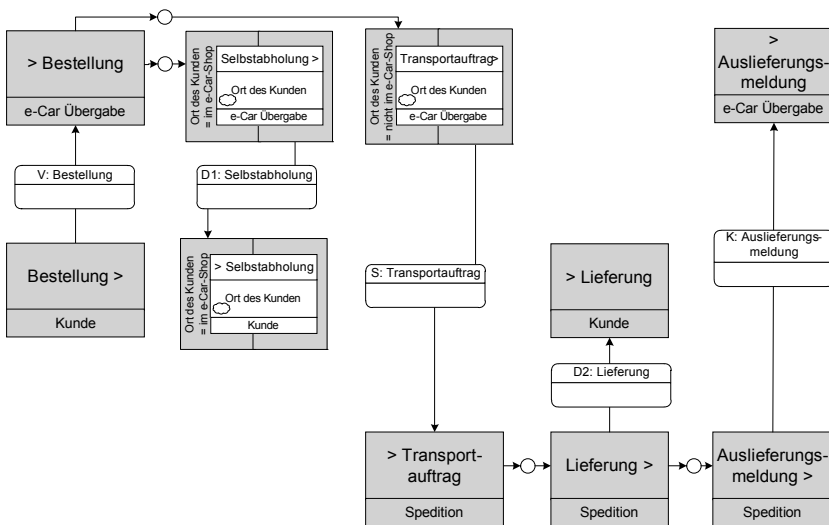 > Bestellung
e-Car Übergabe
Ort des Kunden
= im e-Car-Shop
Selbstabholung >
Ort des Kunden
e-Car Übergabe
Ort des Kunden
= nicht im e-Car-Shop
Transportauftrag>
Ort des Kunden
e-Car Übergabe
>
Auslieferungs-
meldung
e-Car Übergabe
V: Bestellung
D1: Selbstabholung
Bestellung >
Kunde
Ort des Kunden
= im e-Car-Shop
> Selbstabholung
Ort des Kunden
Kunde
S: Transportauftrag
> Lieferung
Kunde
K: Auslieferungs-
meldung
D2: Lieferung
> Transport-
auftrag
Spedition
Lieferung >
Spedition
Auslieferungs-
meldung >
Spedition